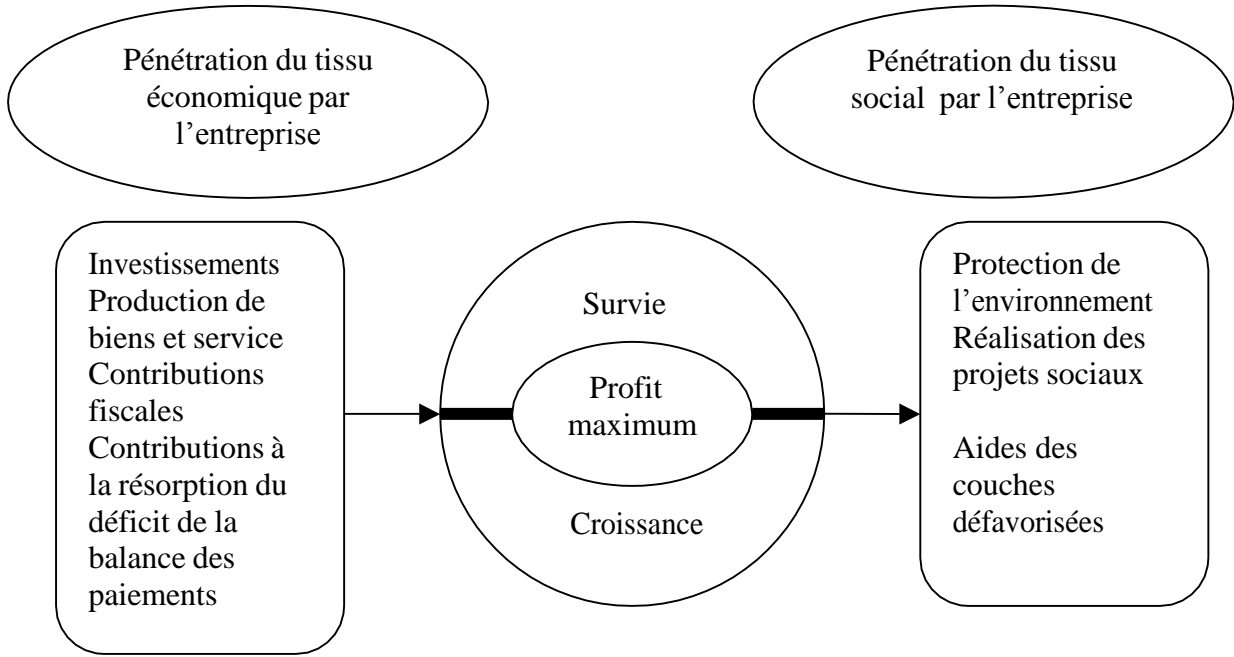 Pénétration du tissu
économique par
l’entreprise
Pénétration du tissu
social par l’entreprise
Investissements
Production de
biens et service
Contributions
fiscales
Contributions à
la résorption du
déficit de la
balance des
paiements
Survie
Profit
maximum
Croissance
Protection de
l’environnement
Réalisation des
projets sociaux
Aides des
couches
défavorisées